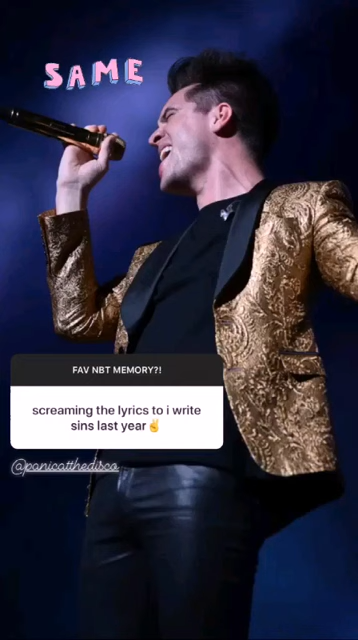 SAME
FAV NBT MEMORY?!
screaming the lyrics to i write
sins last year✌️
@panicatthedisco